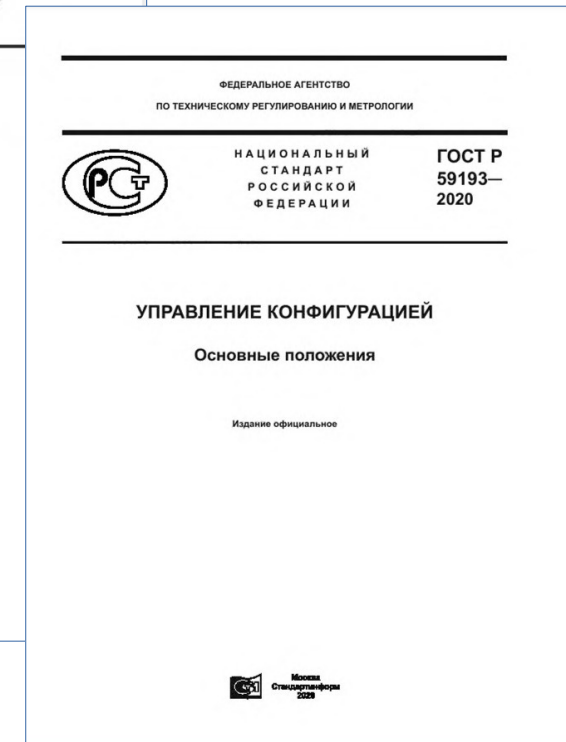 ФЕДЕРАЛЬНОЕ АГЕНТСТВО
ПО ТЕХНИЧЕСКОМУ РЕГУЛИРОВАНИЮ И МЕТРОЛОГИИ
НАЦИОНАЛЬНЫЙ
СТАНДАРТ
РОССИЙСКОЙ
ФЕДЕРАЦИИ
ГОСТ Р
59193—
2020
УПРАВЛЕНИЕ КОНФИГУРАЦИЕЙ
Основные положения
Издание официальное
Москва
Стандартинформ
2020